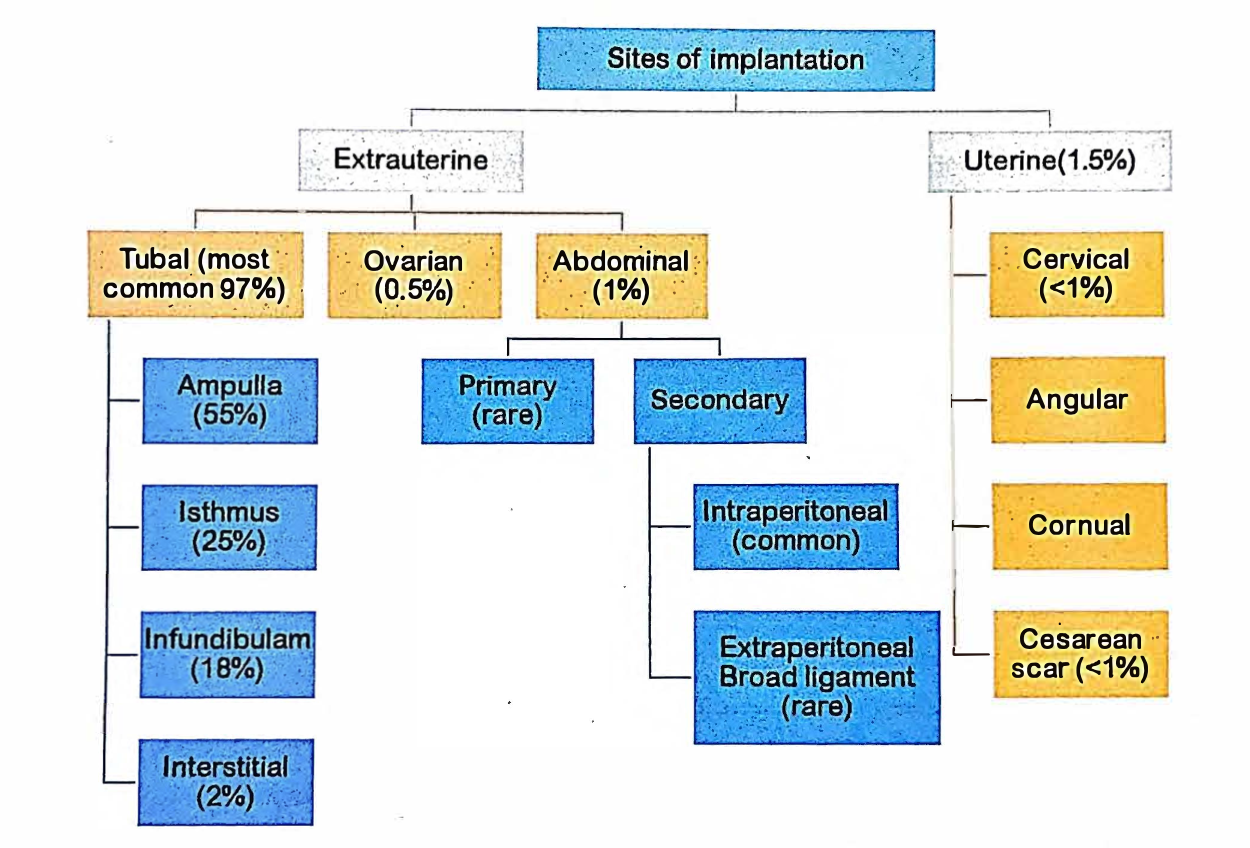 Sites of implantation
Extrauterine
Uterine(1.5%)
Tubal (most
common 97%)
Ovarian
(0.5%)
Abdominal
(1%)
Cervical
(<1%)
Ampulla
(55%)
Primary
(rare)
Secondary
Angular
Isthmus
(25%)
Intraperitoneal
(common)
Cornual
Infundibulam
(18%)
Extraperitoneal
Broad ligament
(rare)
Cesarean
scar (<1%)
Interstitial
(2%)